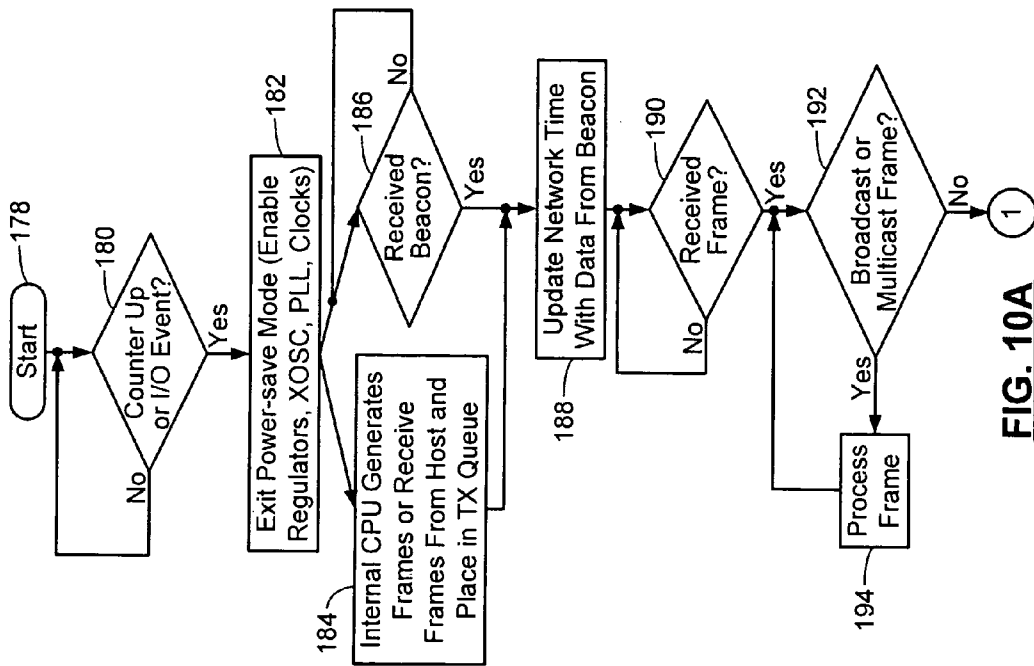 178
Start
180
Counter Up
or I/O Event?
No
Yes
182
Exit Power-save Mode (Enable
Regulators, XOSC, PLL, Clocks)
184
Internal CPU Generates
Frames or Receive
Frames From Host and
Place in TX Queue
186
Received
Beacon?
No
Yes
188
Update Network Time
With Data From Beacon
190
Received
Frame?
No
Yes
192
Broadcast or
Multicast Frame?
Yes
No
194
Process
Frame
1
FIG. 10A